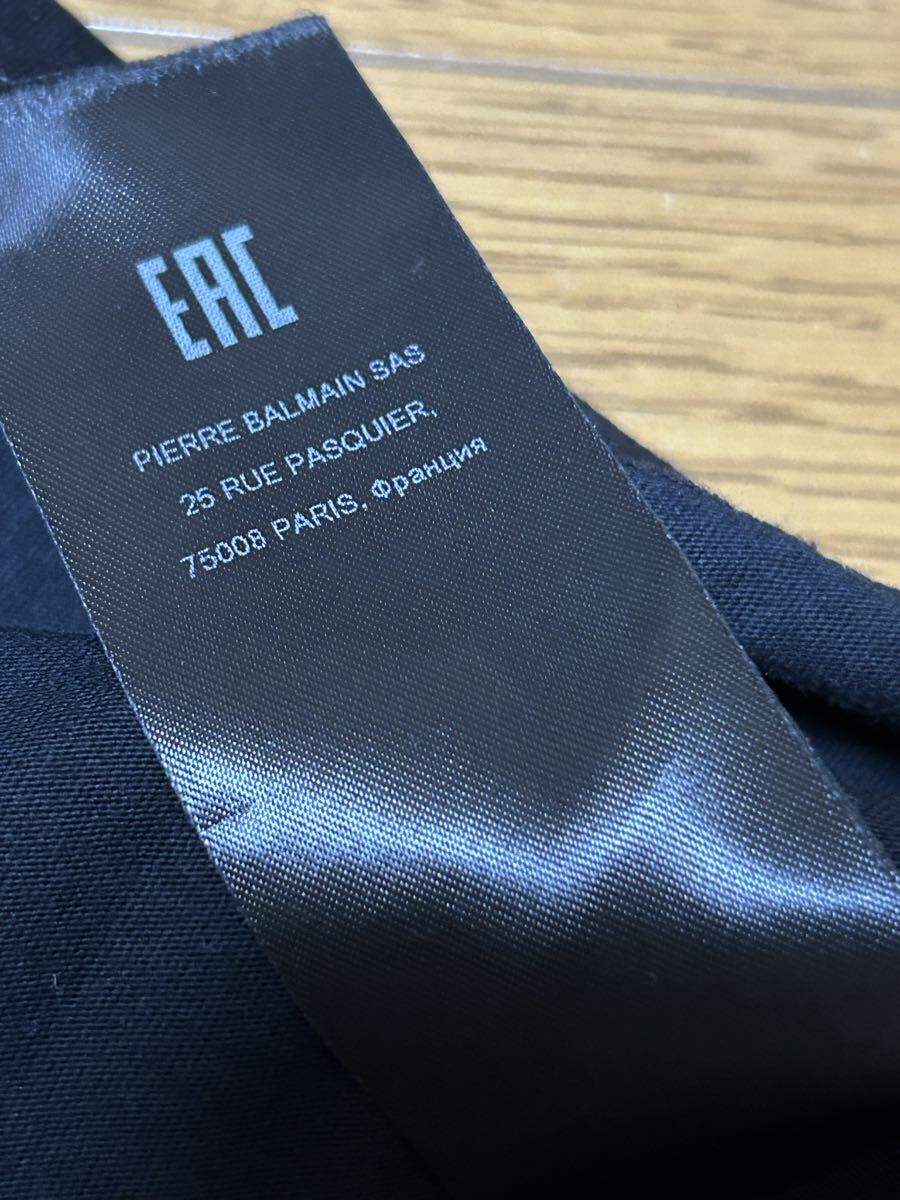 EAC
PIERRE BALMAIN SAS
25 RUE PASQUIER,
75008 PARIS, Франция